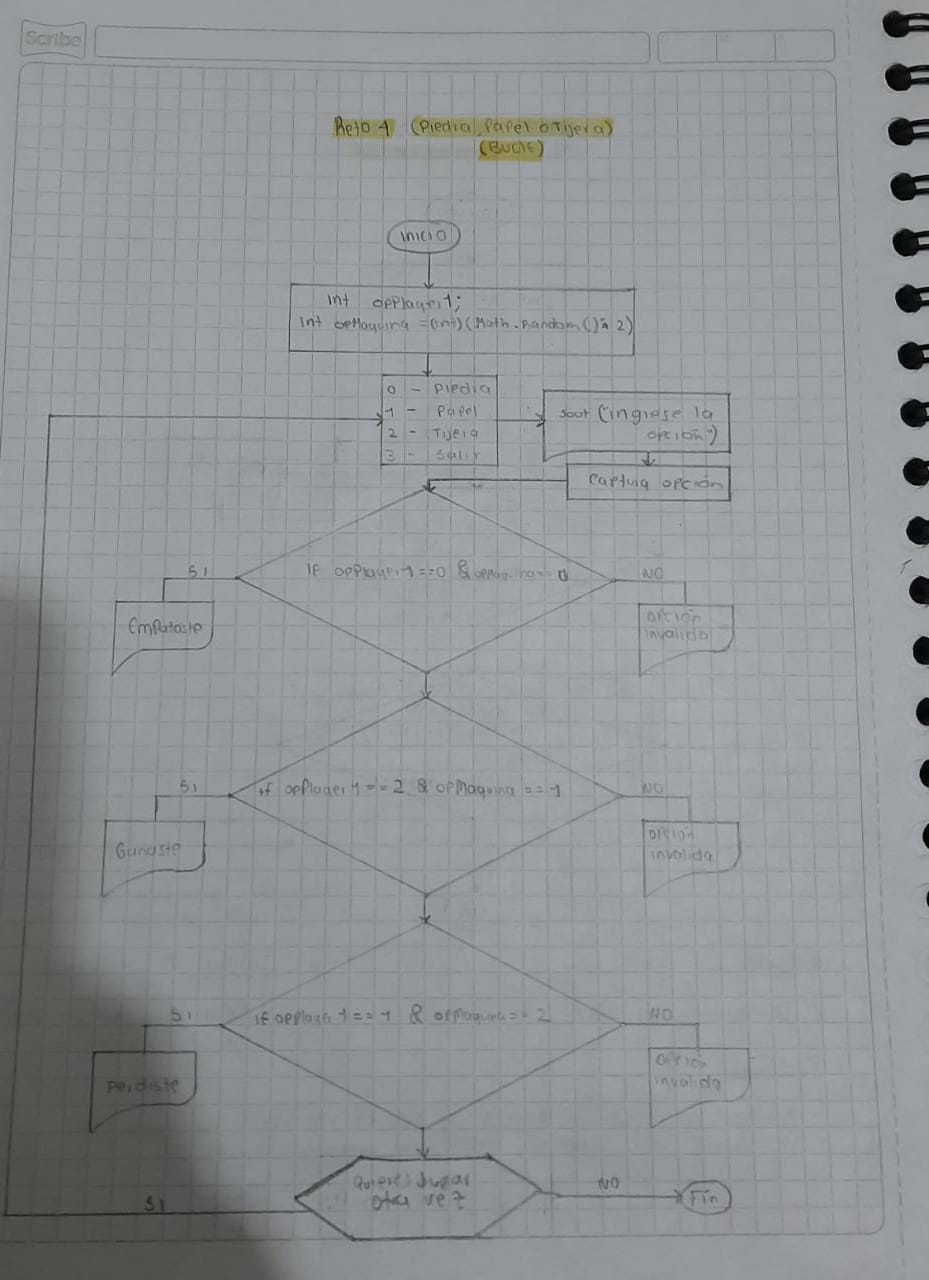 Scribe
Reto 1 (Piedra, Papel o Tijera)
(Bucle)
inicio
int opPlayer1;
int opMaquina = (int)(Math.Random()* 2)
0 - Piedra
1 - Papel
2 - Tijera
3 - Salir
sout ("ingrese la
opción")
Captura opción
If opPlayer1 ==0 & opMaquina== 0
SI
NO
Empataste
opción
invalida
if opPlayer1 == 2 & opMaquina == 1
SI
NO
Ganaste
opción
invalida
if opPlayer 1 == 1 & opMaquina == 2
SI
NO
Perdiste
opción
invalida
Quieres Jugar
otra vez
SI
NO
Fin